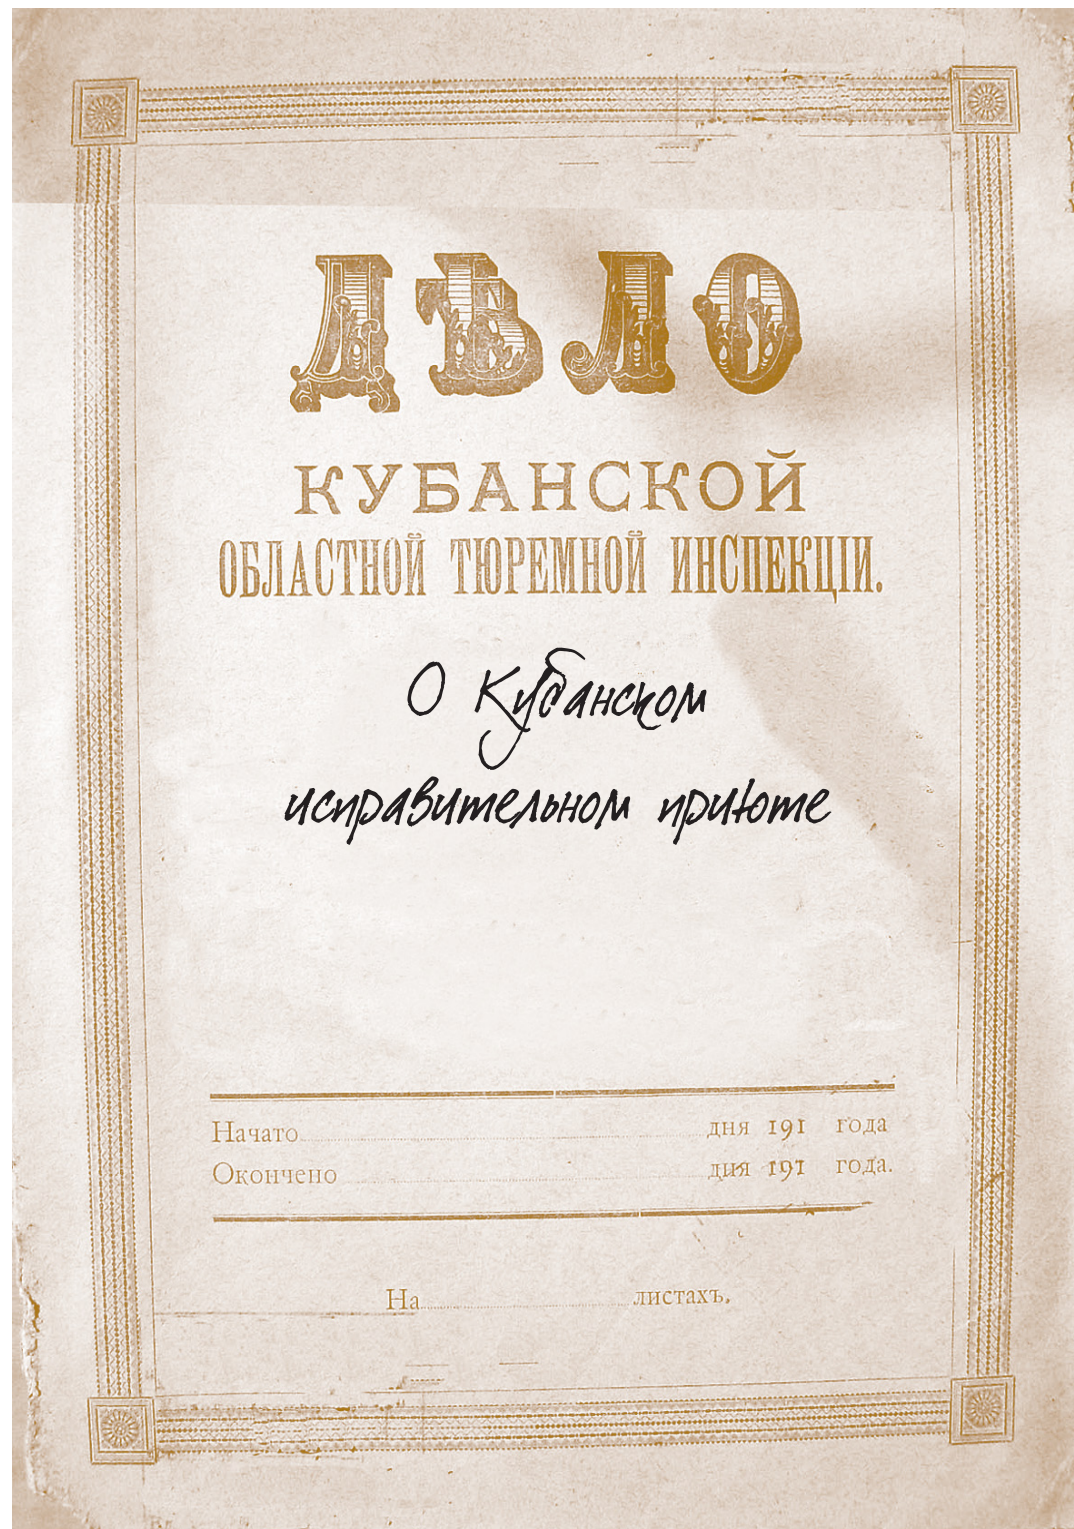 ДѢЛО
КУБАНСКОЙ
ОБЛАСТНОЙ ТЮРЕМНОЙ ИНСПЕКЦІИ.
О Кубанском
исправительном приюте
Начато дня 191 года
Окончено дня 191 года.
На листахъ.